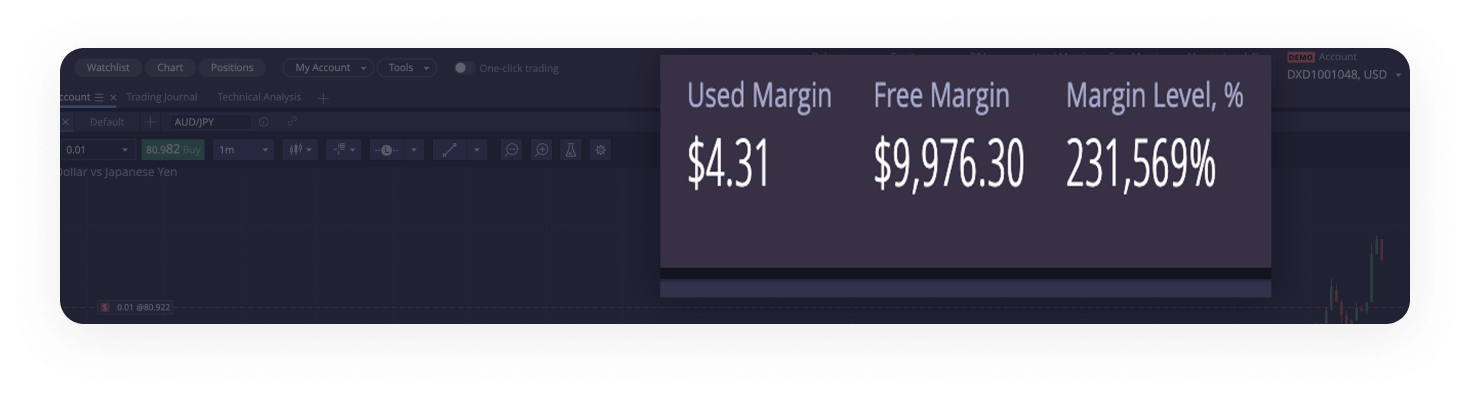 Watchlist Chart Positions My Account Tools One-click trading
DEMO Account
DXD1001048, USD
ccount Trading Journal Technical Analysis
Default AUD/JPY
0.01 80.982 Buy 1m
Dollar vs Japanese Yen
Used Margin Free Margin Margin Level, %
$4.31 $9,976.30 231,569%
0.01 @80.922